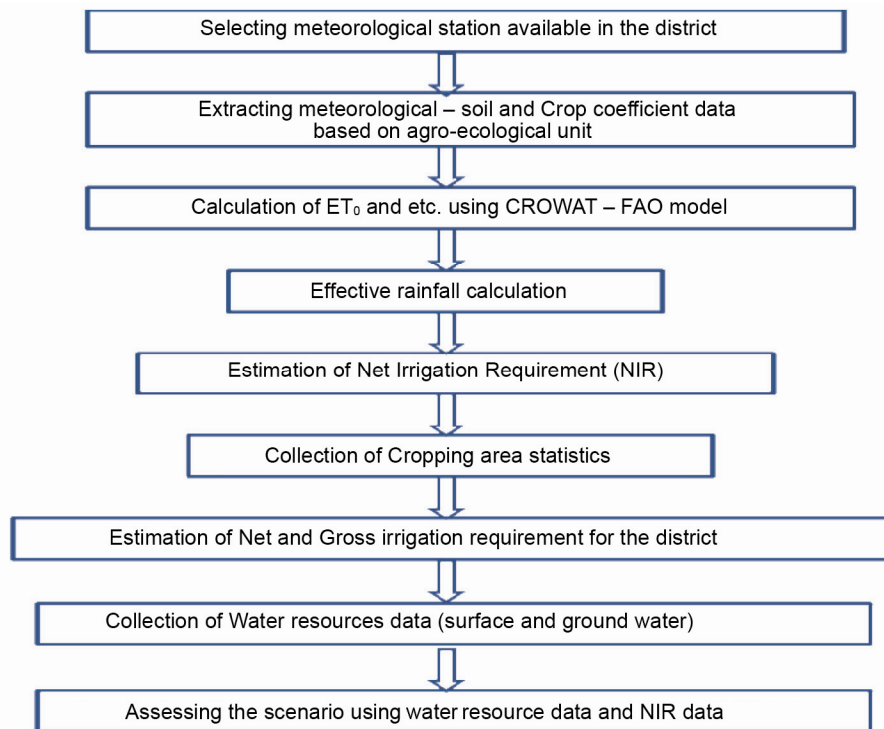 Selecting meteorological station available in the district
Extracting meteorological – soil and Crop coefficient data
based on agro-ecological unit
Calculation of ET₀ and etc. using CROWAT – FAO model
Effective rainfall calculation
Estimation of Net Irrigation Requirement (NIR)
Collection of Cropping area statistics
Estimation of Net and Gross irrigation requirement for the district
Collection of Water resources data (surface and ground water)
Assessing the scenario using water resource data and NIR data